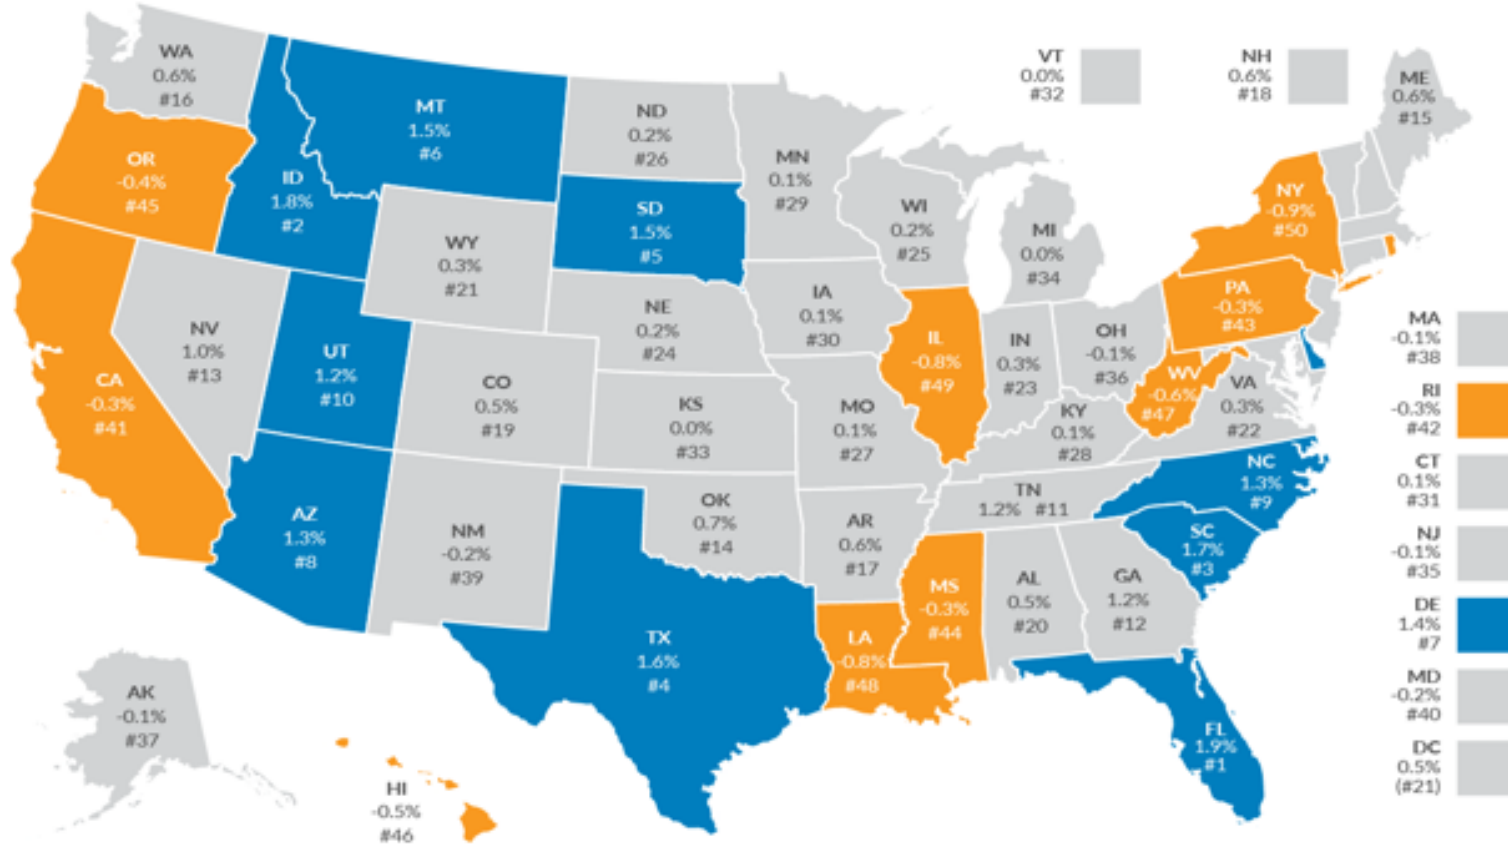 WA
0.6%
#16
OR
-0.4%
#45
CA
-0.3%
#41
ID
1.8%
#2
MT
1.5%
#6
NV
1.0%
#13
UT
1.2%
#10
AZ
1.3%
#8
WY
0.3%
#21
CO
0.5%
#19
NM
-0.2%
#39
ND
0.2%
#26
SD
1.5%
#5
NE
0.2%
#24
KS
0.0%
#33
OK
0.7%
#14
TX
1.6%
#4
MN
0.1%
#29
IA
0.1%
#30
MO
0.1%
#27
AR
0.6%
#17
LA
-0.8%
#48
WI
0.2%
#25
IL
-0.8%
#49
MS
-0.3%
#44
MI
0.0%
#34
IN
0.3%
#23
OH
-0.1%
#36
KY
0.1%
#28
TN
1.2% #11
AL
0.5%
#20
GA
1.2%
#12
FL
1.9%
#1
SC
1.7%
#3
NC
1.3%
#9
VA
0.3%
#22
WV
-0.6%
#47
PA
-0.3%
#43
NY
-0.9%
#50
VT
0.0%
#32
NH
0.6%
#18
ME
0.6%
#15
MA
-0.1%
#38
RI
-0.3%
#42
CT
0.1%
#31
NJ
-0.1%
#35
DE
1.4%
#7
MD
-0.2%
#40
DC
0.5%
(#21)
AK
-0.1%
#37
HI
-0.5%
#46